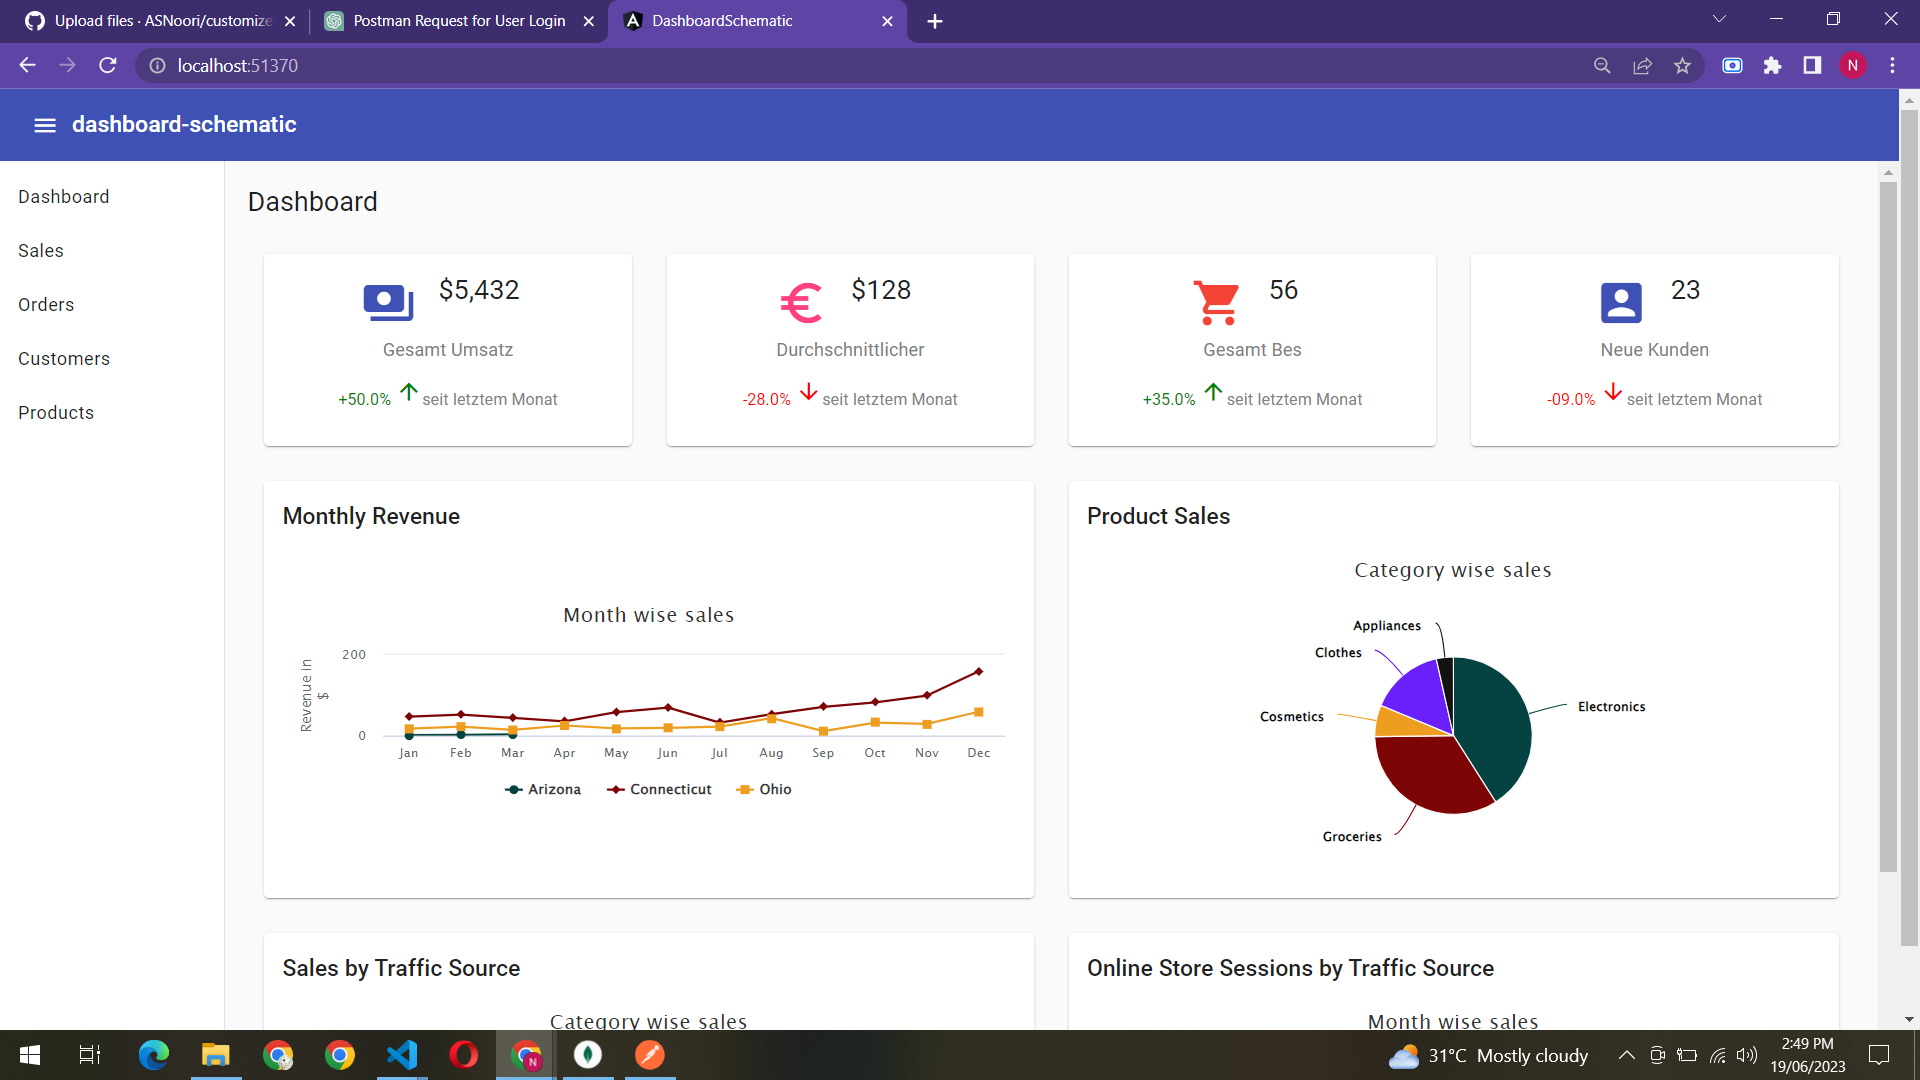 Upload files · ASNoori/customize
Postman Request for User Login
DashboardSchematic
localhost:51370
N
dashboard-schematic
Dashboard
Sales
Orders
Customers
Products
Dashboard
$5,432
Gesamt Umsatz
+50.0% seit letztem Monat
$128
Durchschnittlicher
-28.0% seit letztem Monat
56
Gesamt Bes
+35.0% seit letztem Monat
23
Neue Kunden
-09.0% seit letztem Monat
Monthly Revenue
Month wise sales
Revenue in
$
200
0
Jan Feb Mar Apr May Jun Jul Aug Sep Oct Nov Dec
Arizona Connecticut Ohio
Product Sales
Category wise sales
Appliances
Clothes
Cosmetics
Electronics
Groceries
Sales by Traffic Source
Category wise sales
Online Store Sessions by Traffic Source
Month wise sales
N
31°C Mostly cloudy
2:49 PM
19/06/2023